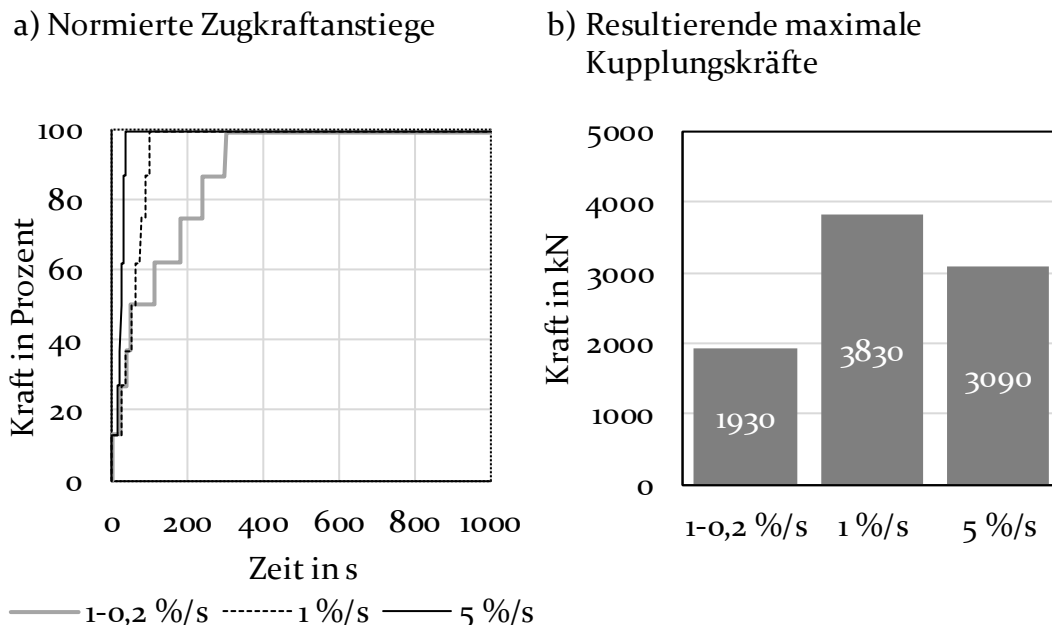 a) Normierte Zugkraftanstiege
b) Resultierende maximale
Kupplungskräfte
Kraft in Prozent
100
80
60
40
20
0
0 200 400 600 800 1000
Zeit in s
1-0,2 %/s 1 %/s 5 %/s
Kraft in kN
5000
4000
3000
2000
1000
0
1930
3830
3090
1-0,2 %/s 1 %/s 5 %/s